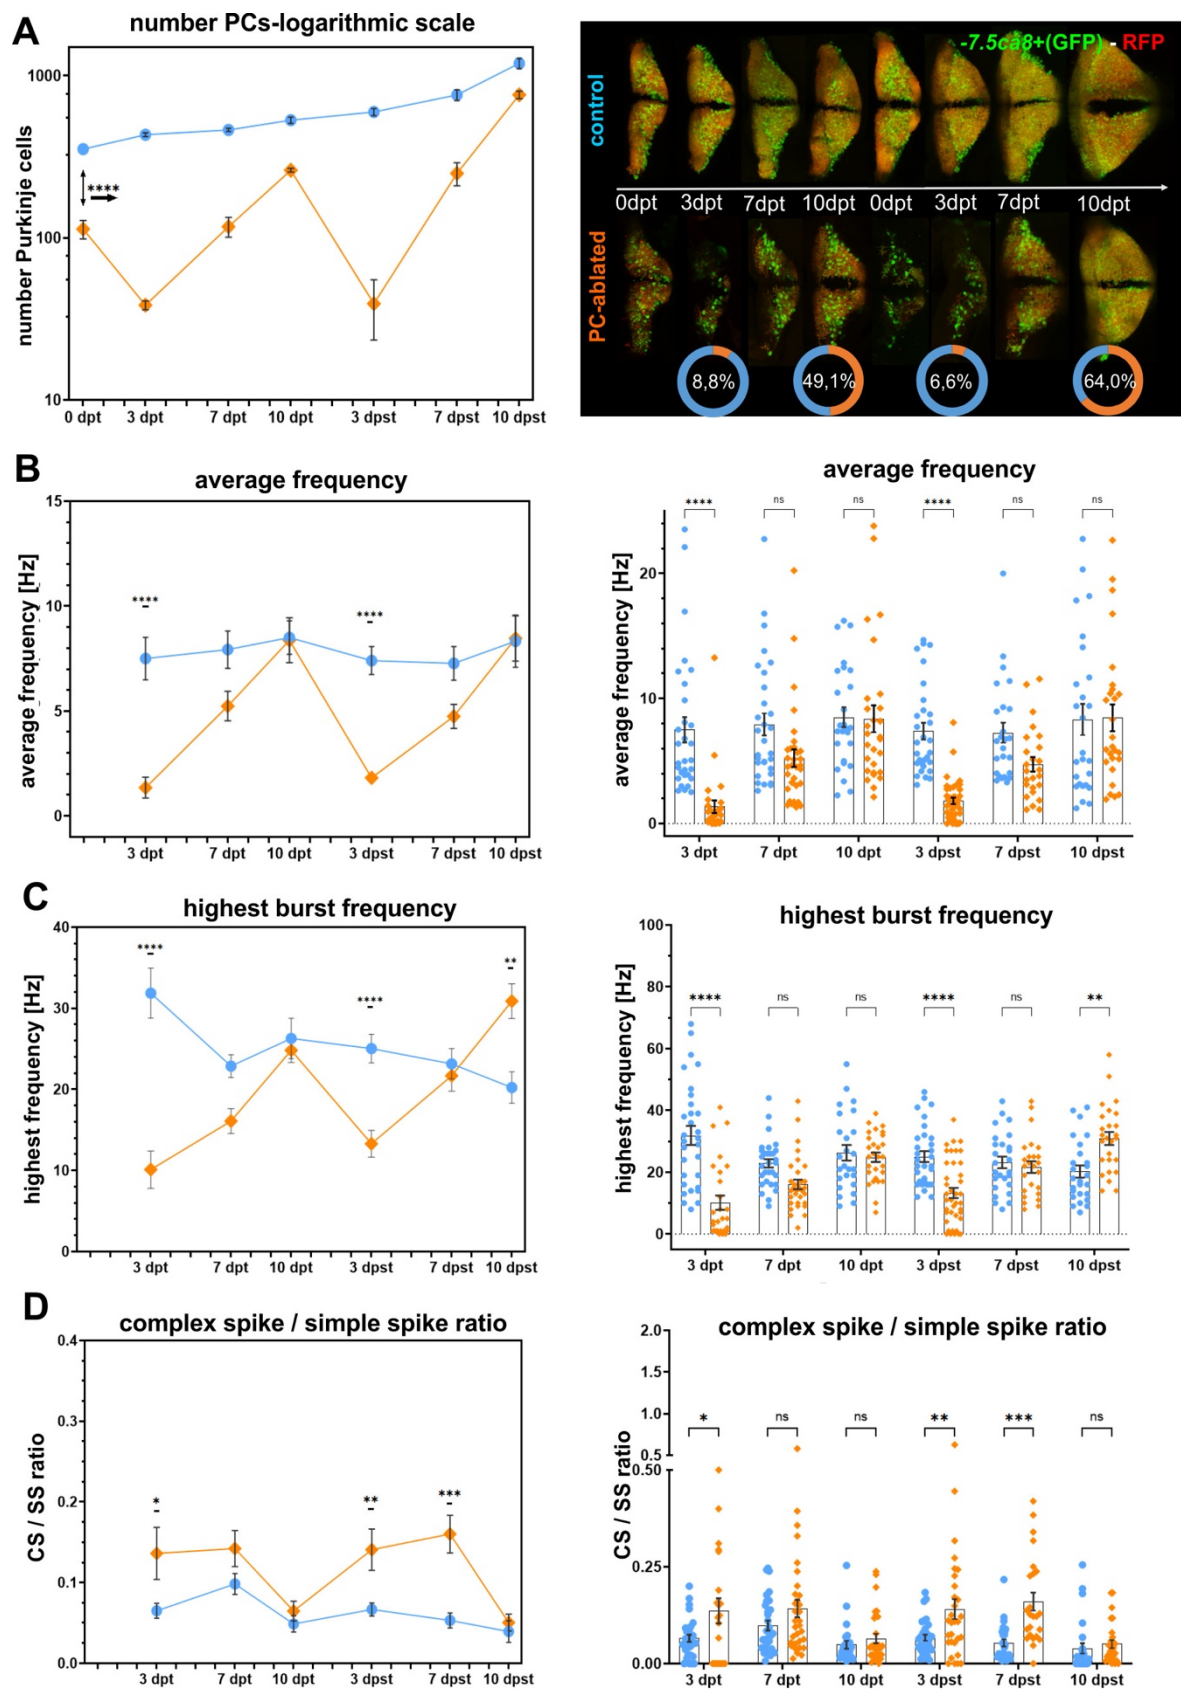 A
number PCs-logarithmic scale
number Purkinje cells
1000
100
10
****
0 dpt 3 dpt 7 dpt 10 dpt 3 dpst 7 dpst 10 dpst
-7.5ca8+(GFP) - RFP
control
0dpt 3dpt 7dpt 10dpt 0dpt 3dpt 7dpt 10dpt
PC-ablated
8,8% 49,1% 6,6% 64,0%
B
average frequency
average frequency [Hz]
15
10
5
0
**** ****
3 dpt 7 dpt 10 dpt 3 dpst 7 dpst 10 dpst
average frequency
average frequency [Hz]
**** ns ns **** ns ns
20
10
0
3 dpt 7 dpt 10 dpt 3 dpst 7 dpst 10 dpst
C
highest burst frequency
highest frequency [Hz]
40
30
20
10
0
**** **** **
3 dpt 7 dpt 10 dpt 3 dpst 7 dpst 10 dpst
highest burst frequency
highest frequency [Hz]
100
80
60
40
20
0
**** ns ns **** ns **
3 dpt 7 dpt 10 dpt 3 dpst 7 dpst 10 dpst
D
complex spike / simple spike ratio
CS / SS ratio
0.4
0.3
0.2
0.1
0.0
* ** ***
3 dpt 7 dpt 10 dpt 3 dpst 7 dpst 10 dpst
complex spike / simple spike ratio
CS / SS ratio
2.0
1.5
1.0
0.5
0.50
0.25
0.00
* ns ns ** *** ns
3 dpt 7 dpt 10 dpt 3 dpst 7 dpst 10 dpst